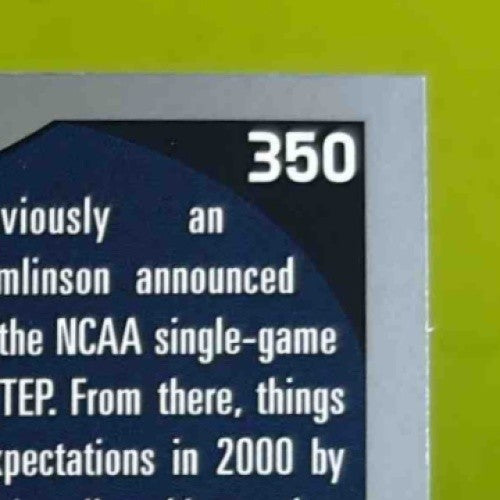 350
viously an
mlinson announced
the NCAA single-game
TEP. From there, things
xpectations in 2000 by